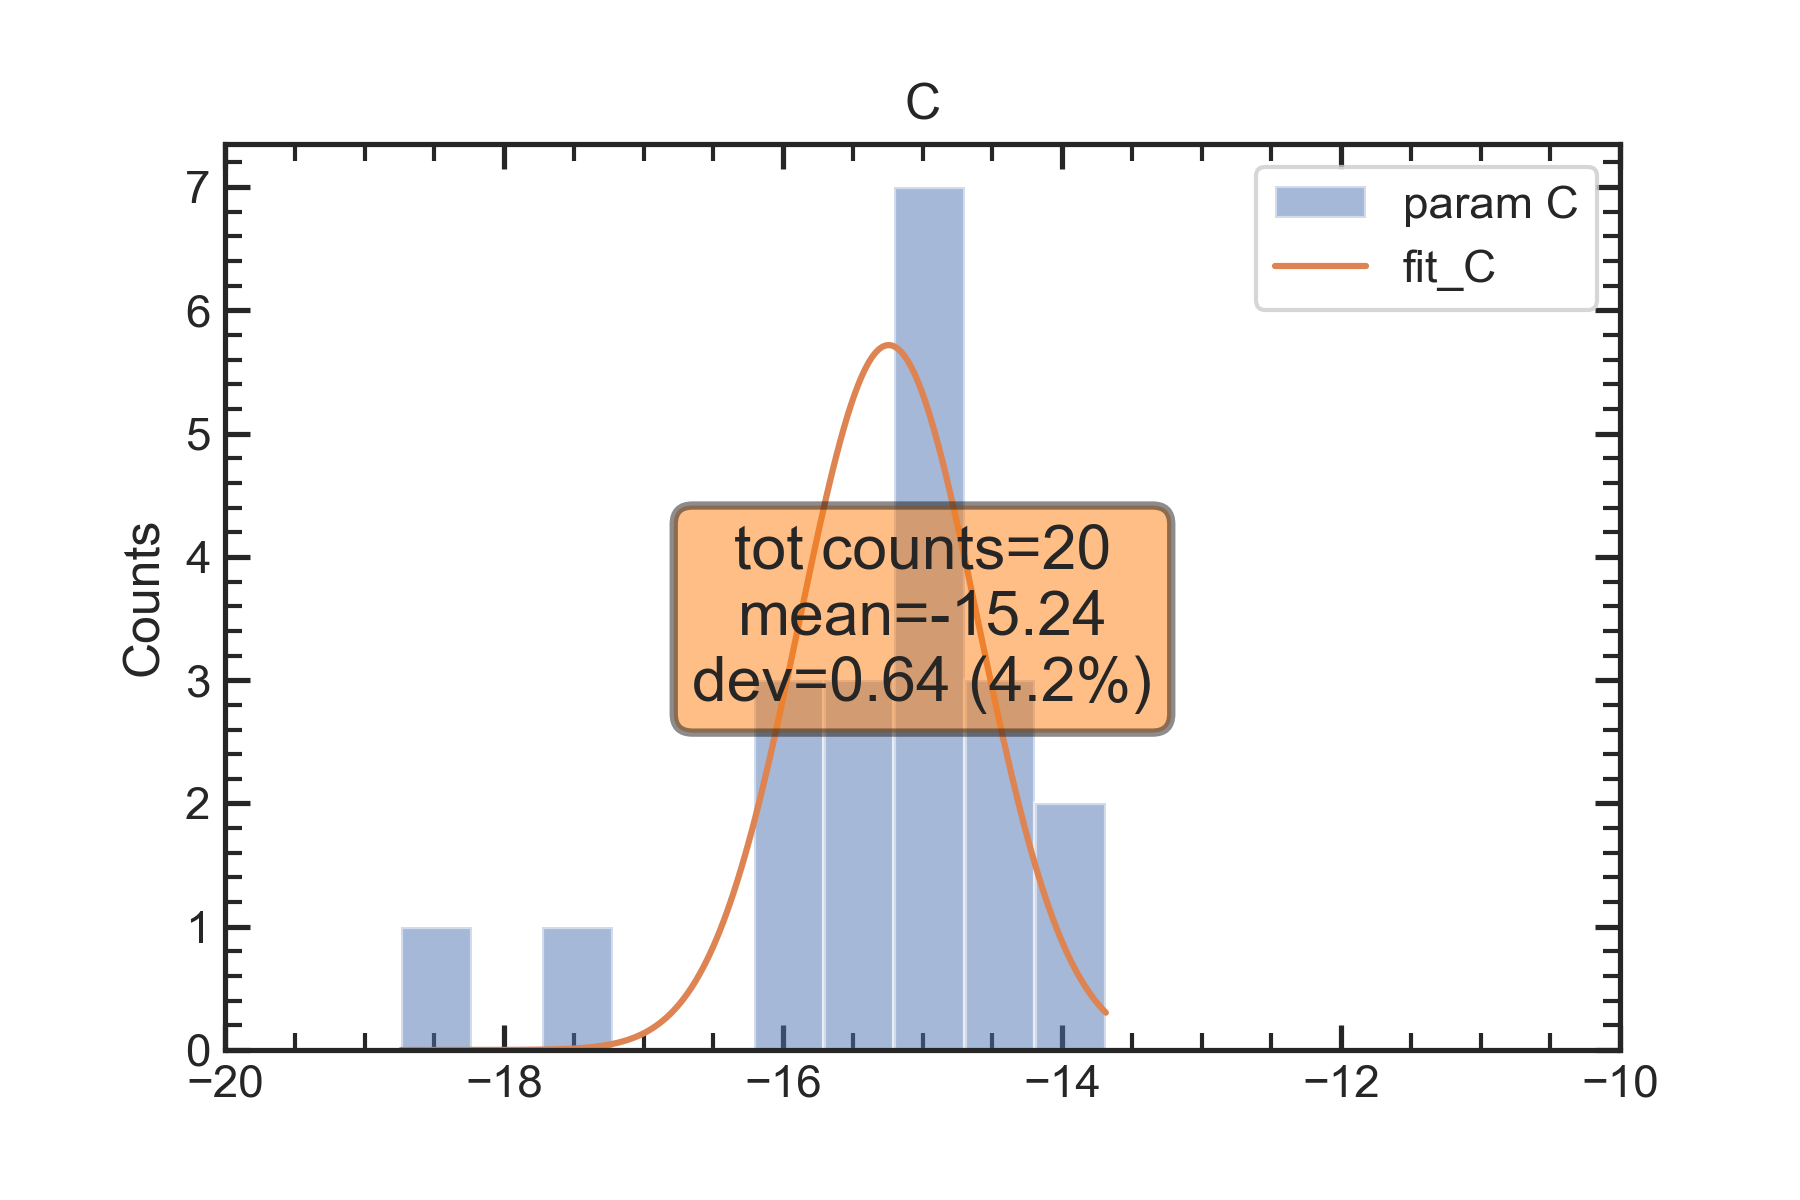 C
7
6
5
4
3
2
1
0
Counts
param C
fit_C
tot counts=20
mean=-15.24
dev=0.64 (4.2%)
−20 −18 −16 −14 −12 −10